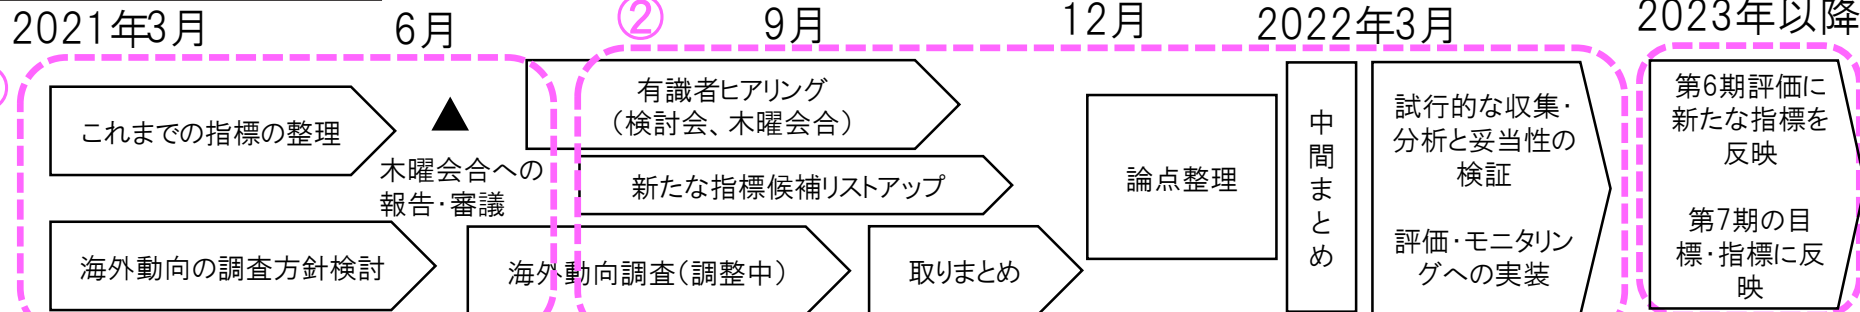 2021年3月
6月
②
9月
12月
2022年3月
2023年以降
これまでの指標の整理
▲
木曜会合への
報告・審議
海外動向の調査方針検討
有識者ヒアリング
（検討会、木曜会合）
新たな指標候補リストアップ
海外動向調査（調整中）
取りまとめ
論点整理
中間まとめ
試行的な収集・
分析と妥当性の
検証
評価・モニタリン
グへの実装
第6期評価に
新たな指標を
反映
第7期の目
標・指標に反
映